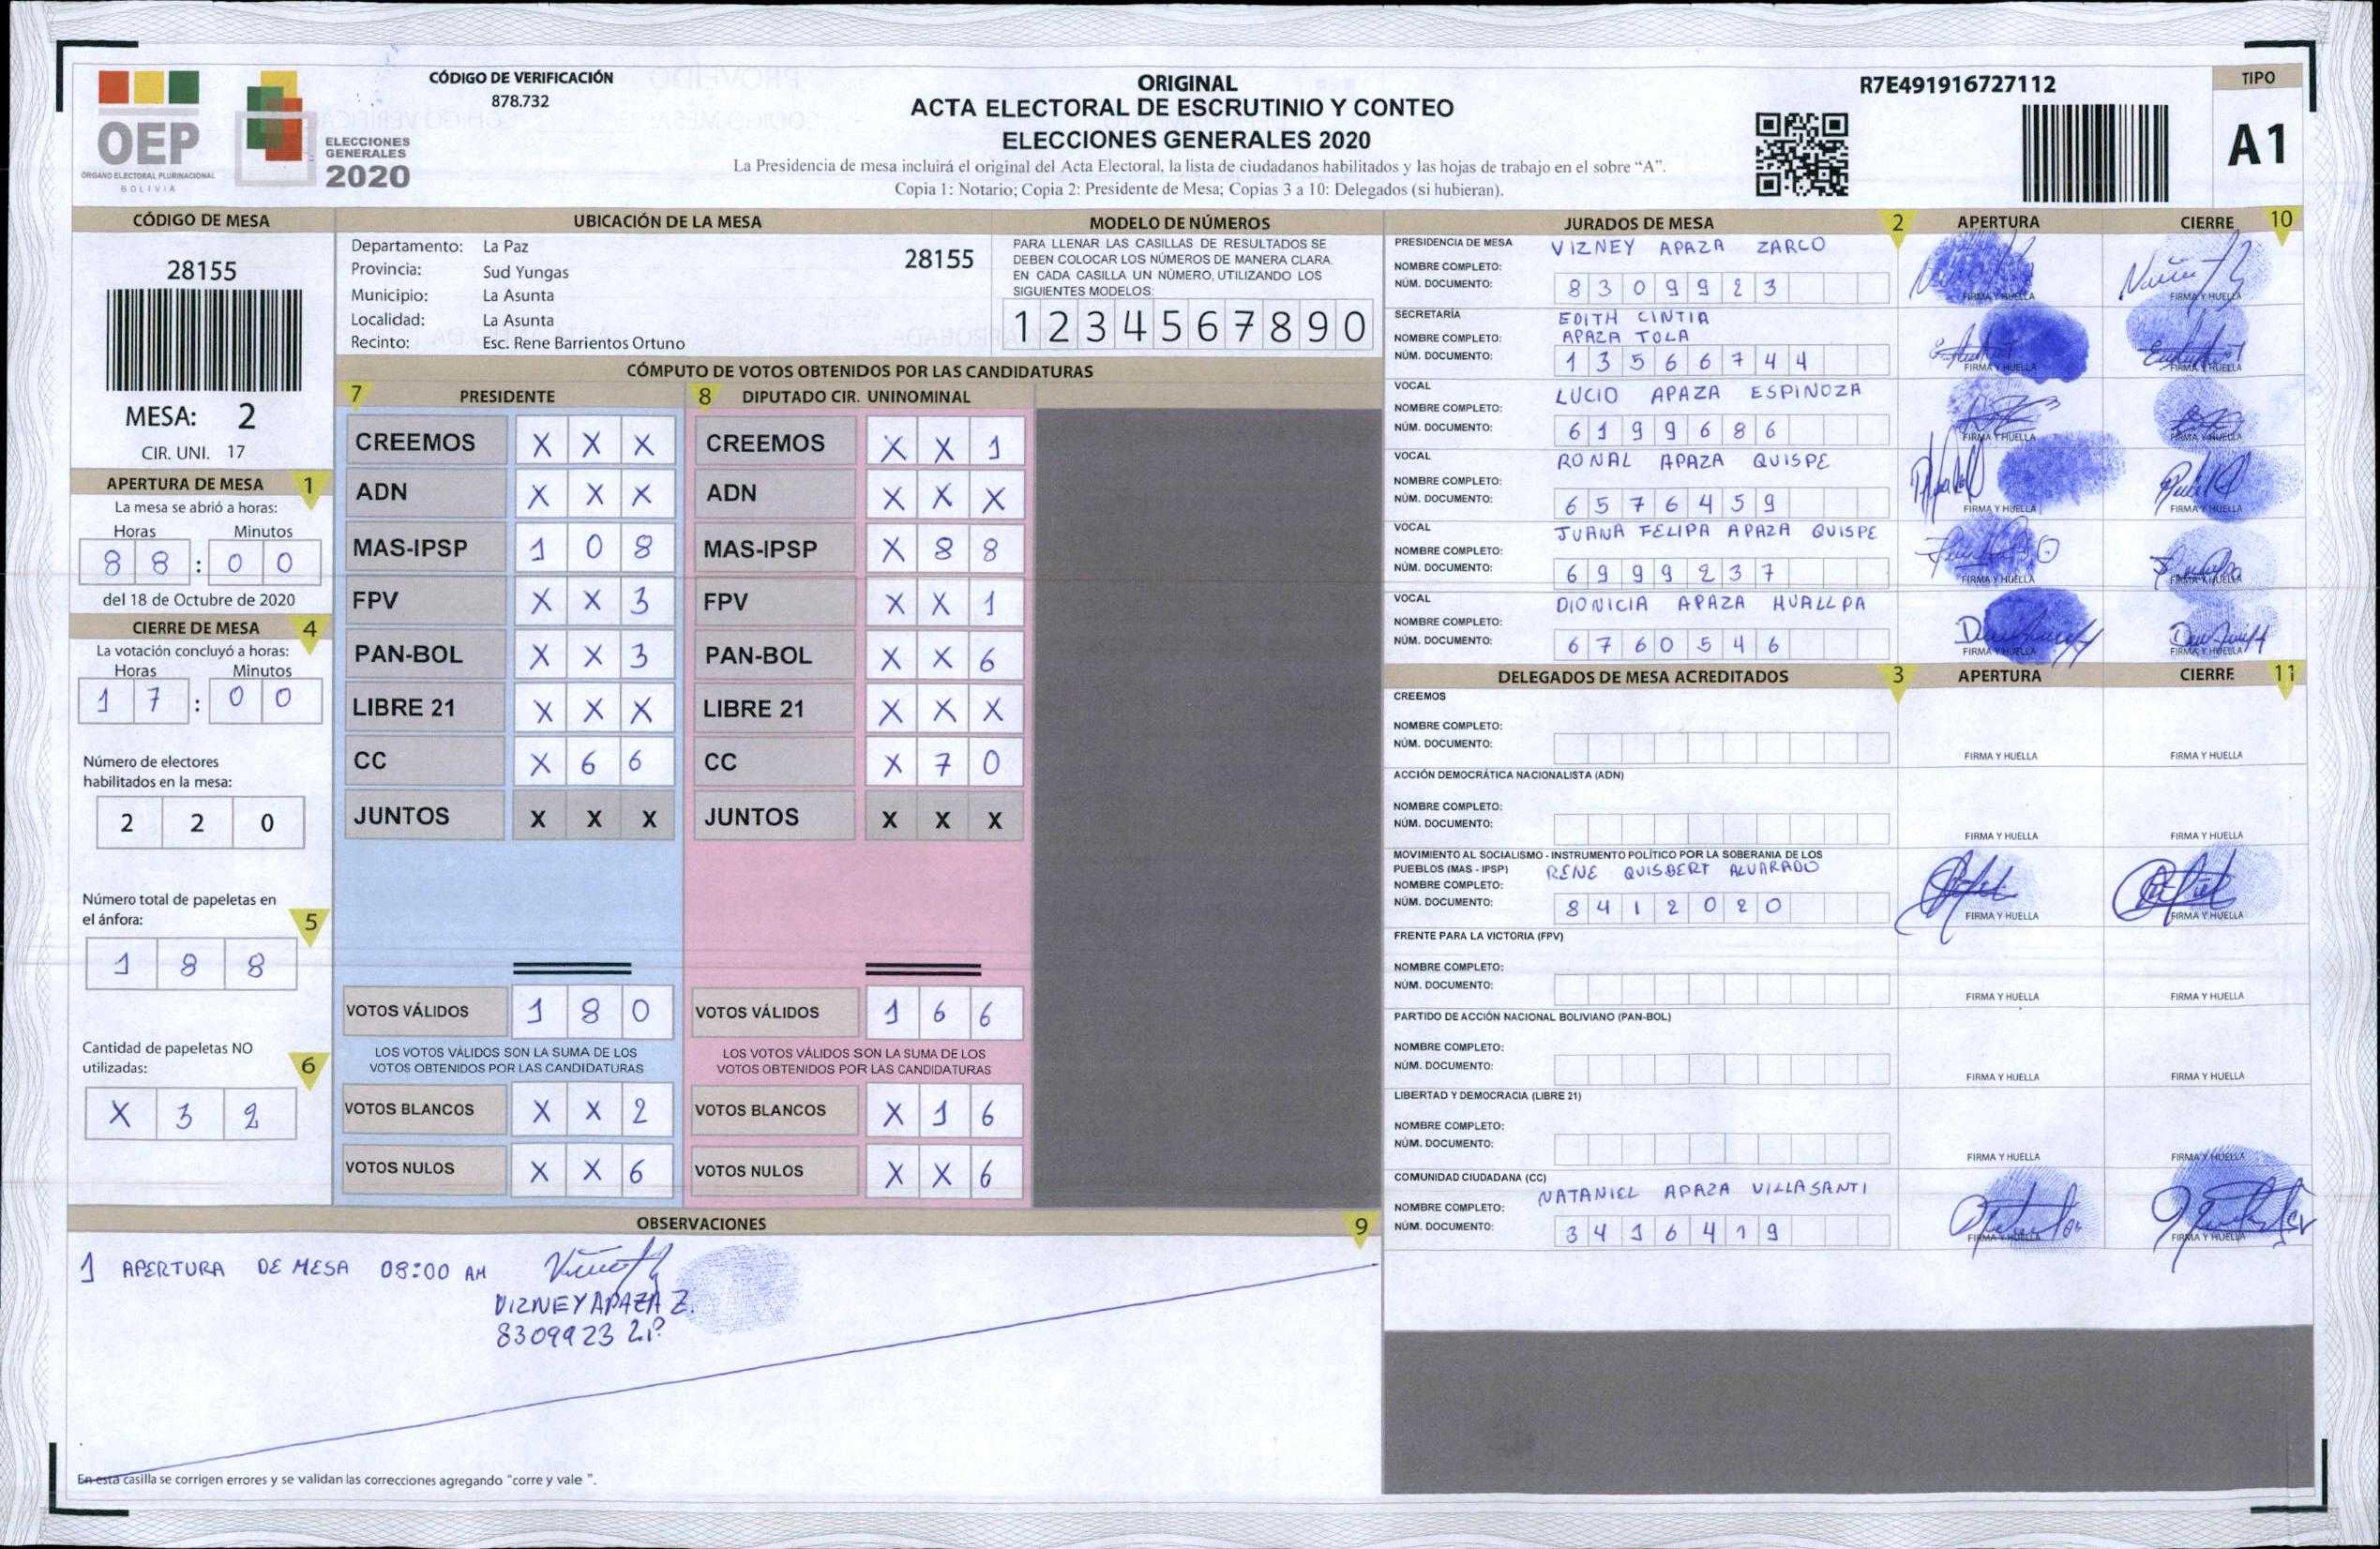 OEP
ÓRGANO ELECTORAL PLURINACIONAL
BOLIVIA
ELECCIONES
GENERALES
2020
CÓDIGO DE VERIFICACIÓN
878.732
ORIGINAL
ACTA ELECTORAL DE ESCRUTINIO Y CONTEO
ELECCIONES GENERALES 2020
La Presidencia de mesa incluirá el original del Acta Electoral, la lista de ciudadanos habilitados y las hojas de trabajo en el sobre “A”.
Copia 1: Notario; Copia 2: Presidente de Mesa; Copias 3 a 10: Delegados (si hubieran).
R7E491916727112
TIPO
A1
CÓDIGO DE MESA
28155
MESA: 2
CIR. UNI. 17
APERTURA DE MESA 1
La mesa se abrió a horas:
Horas Minutos
8 8 : 0 0
del 18 de Octubre de 2020
CIERRE DE MESA 4
La votación concluyó a horas:
Horas Minutos
1 7 : 0 0
Número de electores
habilitados en la mesa:
2 2 0
Número total de papeletas en
el ánfora: 5
1 8 8
Cantidad de papeletas NO
utilizadas: 6
X 3 2
UBICACIÓN DE LA MESA
Departamento: La Paz 28155
Provincia: Sud Yungas
Municipio: La Asunta
Localidad: La Asunta
Recinto: Esc. Rene Barrientos Ortuno
MODELO DE NÚMEROS
PARA LLENAR LAS CASILLAS DE RESULTADOS SE
DEBEN COLOCAR LOS NÚMEROS DE MANERA CLARA.
EN CADA CASILLA UN NÚMERO, UTILIZANDO LOS
SIGUIENTES MODELOS:
1 2 3 4 5 6 7 8 9 0
CÓMPUTO DE VOTOS OBTENIDOS POR LAS CANDIDATURAS
7 PRESIDENTE
CREEMOS X X X
ADN X X X
MAS-IPSP 1 0 8
FPV X X 3
PAN-BOL X X 3
LIBRE 21 X X X
CC X 6 6
JUNTOS X X X
VOTOS VÁLIDOS 1 8 0
LOS VOTOS VÁLIDOS SON LA SUMA DE LOS
VOTOS OBTENIDOS POR LAS CANDIDATURAS
VOTOS BLANCOS X X 2
VOTOS NULOS X X 6
8 DIPUTADO CIR. UNINOMINAL
CREEMOS X X 1
ADN X X X
MAS-IPSP X 8 8
FPV X X 1
PAN-BOL X X 6
LIBRE 21 X X X
CC X 7 0
JUNTOS X X X
VOTOS VÁLIDOS 1 6 6
LOS VOTOS VÁLIDOS SON LA SUMA DE LOS
VOTOS OBTENIDOS POR LAS CANDIDATURAS
VOTOS BLANCOS X 1 6
VOTOS NULOS X X 6
OBSERVACIONES 9
1 APERTURA DE MESA 08:00 AM
VIZNEY APAZA Z.
8309923 L.P.
En esta casilla se corrigen errores y se validan las correcciones agregando "corre y vale ".
JURADOS DE MESA 2 APERTURA CIERRE 10
PRESIDENCIA DE MESA VIZNEY APAZA ZARCO
NOMBRE COMPLETO:
NÚM. DOCUMENTO: 8 3 0 9 9 2 3
FIRMA Y HUELLA FIRMA Y HUELLA
SECRETARÍA EDITH CINTIA
NOMBRE COMPLETO: APAZA TOLA
NÚM. DOCUMENTO: 1 3 5 6 6 7 4 4
FIRMA Y HUELLA FIRMA Y HUELLA
VOCAL LUCIO APAZA ESPINOZA
NOMBRE COMPLETO:
NÚM. DOCUMENTO: 6 1 9 9 6 8 6
FIRMA Y HUELLA FIRMA Y HUELLA
VOCAL RONAL APAZA QUISPE
NOMBRE COMPLETO:
NÚM. DOCUMENTO: 6 5 7 6 4 5 9
FIRMA Y HUELLA FIRMA Y HUELLA
VOCAL JUANA FELIPA APAZA QUISPE
NOMBRE COMPLETO:
NÚM. DOCUMENTO: 6 9 9 9 2 3 7
FIRMA Y HUELLA FIRMA Y HUELLA
VOCAL DIONICIA APAZA HUALLPA
NOMBRE COMPLETO:
NÚM. DOCUMENTO: 6 7 6 0 5 4 6
FIRMA Y HUELLA FIRMA Y HUELLA
DELEGADOS DE MESA ACREDITADOS 3 APERTURA CIERRE 11
CREEMOS
NOMBRE COMPLETO:
NÚM. DOCUMENTO:
FIRMA Y HUELLA FIRMA Y HUELLA
ACCIÓN DEMOCRÁTICA NACIONALISTA (ADN)
NOMBRE COMPLETO:
NÚM. DOCUMENTO:
FIRMA Y HUELLA FIRMA Y HUELLA
MOVIMIENTO AL SOCIALISMO - INSTRUMENTO POLÍTICO POR LA SOBERANIA DE LOS
PUEBLOS (MAS - IPSP) RENE QUISBERT ALVARADO
NOMBRE COMPLETO:
NÚM. DOCUMENTO: 8 4 1 2 0 2 0
FIRMA Y HUELLA FIRMA Y HUELLA
FRENTE PARA LA VICTORIA (FPV)
NOMBRE COMPLETO:
NÚM. DOCUMENTO:
FIRMA Y HUELLA FIRMA Y HUELLA
PARTIDO DE ACCIÓN NACIONAL BOLIVIANO (PAN-BOL)
NOMBRE COMPLETO:
NÚM. DOCUMENTO:
FIRMA Y HUELLA FIRMA Y HUELLA
LIBERTAD Y DEMOCRACIA (LIBRE 21)
NOMBRE COMPLETO:
NÚM. DOCUMENTO:
FIRMA Y HUELLA FIRMA Y HUELLA
COMUNIDAD CIUDADANA (CC)
NOMBRE COMPLETO: NATANIEL APAZA VILLASANTI
NÚM. DOCUMENTO: 3 4 1 6 4 1 9
FIRMA Y HUELLA FIRMA Y HUELLA